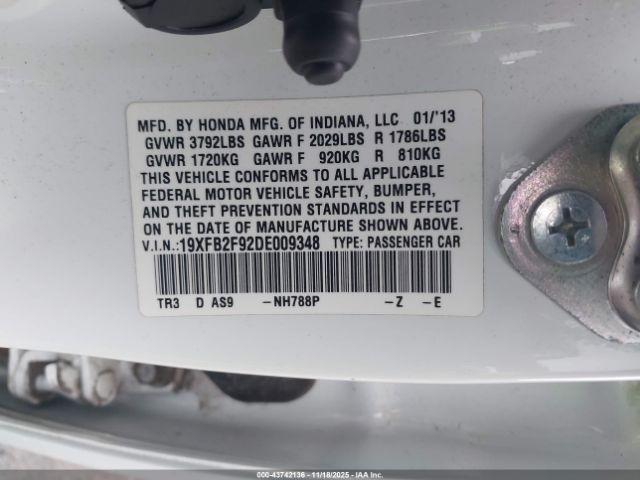 MFD. BY HONDA MFG. OF INDIANA, LLC 01/'13
GVWR 3792LBS GAWR F 2029LBS R 1786LBS
GVWR 1720KG GAWR F 920KG R 810KG
THIS VEHICLE CONFORMS TO ALL APPLICABLE
FEDERAL MOTOR VEHICLE SAFETY, BUMPER,
AND THEFT PREVENTION STANDARDS IN EFFECT
ON THE DATE OF MANUFACTURE SHOWN ABOVE.
V.I.N.:19XFB2F92DE009348 TYPE: PASSENGER CAR
TR3 D AS9 -NH788P -Z -E
000-43742136 - 11/18/2025 - IAA, Inc.